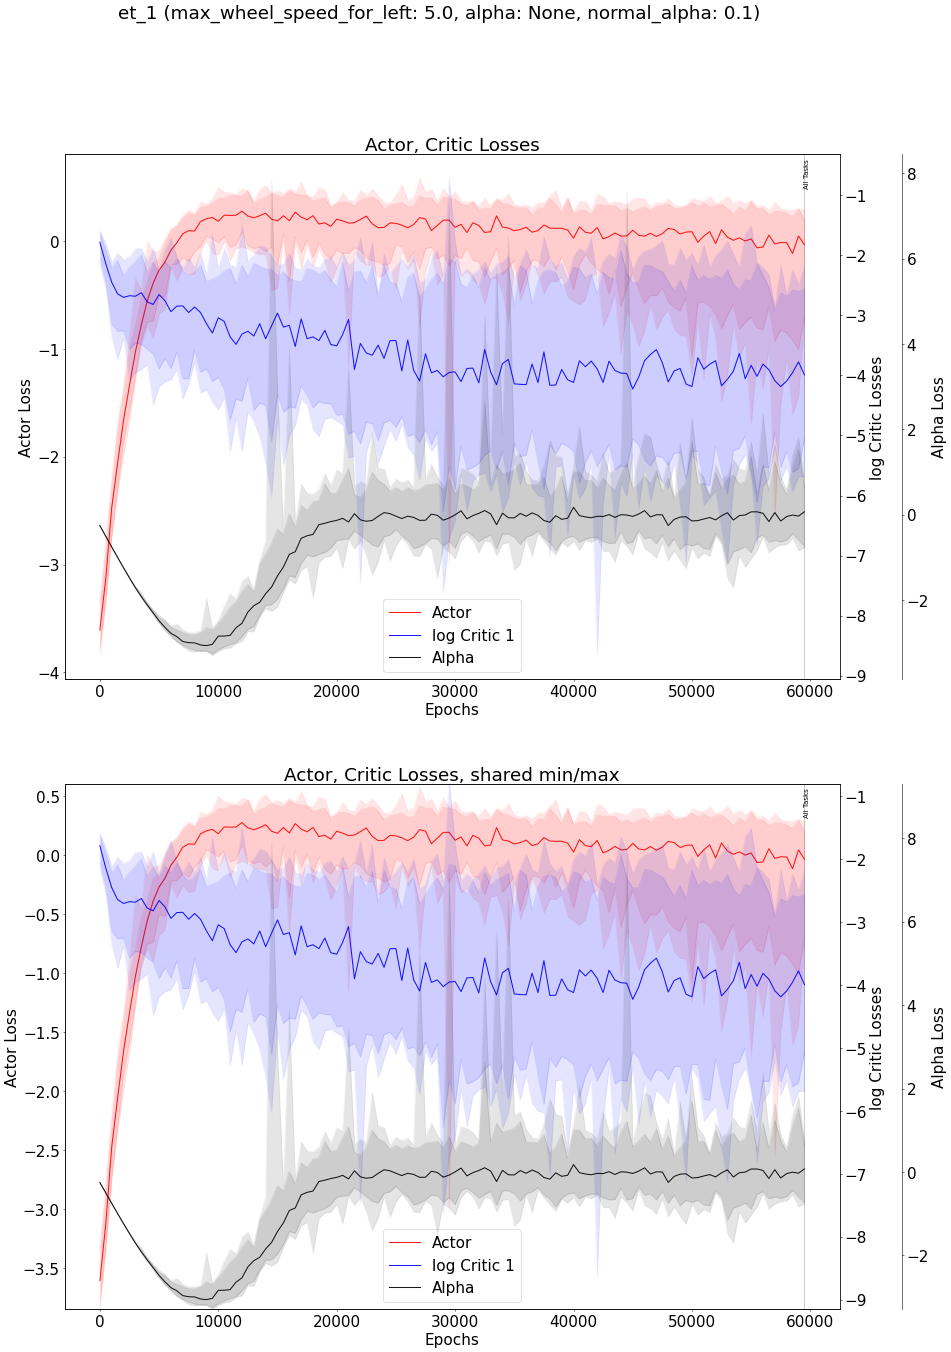 et_1 (max_wheel_speed_for_left: 5.0, alpha: None, normal_alpha: 0.1)
Actor, Critic Losses
All Tasks
0
−1
−2
−3
−4
Actor Loss
−1
−2
−3
−4
−5
−6
−7
−8
−9
log Critic Losses
8
6
4
2
0
−2
Alpha Loss
Actor
log Critic 1
Alpha
0 10000 20000 30000 40000 50000 60000
Epochs
Actor, Critic Losses, shared min/max
All Tasks
0.5
0.0
−0.5
−1.0
−1.5
−2.0
−2.5
−3.0
−3.5
Actor Loss
−1
−2
−3
−4
−5
−6
−7
−8
−9
log Critic Losses
8
6
4
2
0
−2
Alpha Loss
Actor
log Critic 1
Alpha
0 10000 20000 30000 40000 50000 60000
Epochs